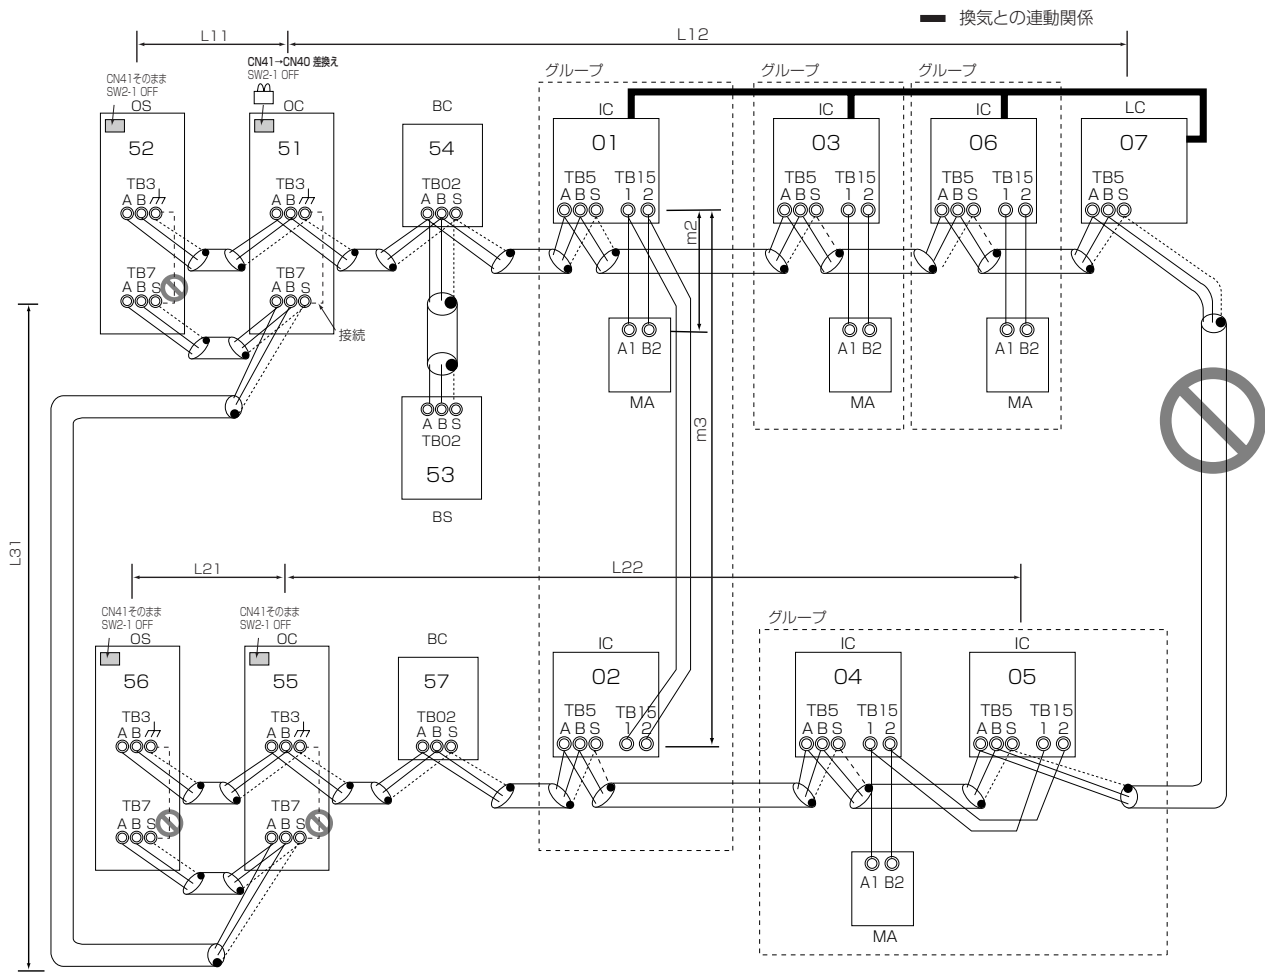 換気との連動関係
L11
L12
CN41そのまま
SW2-1 OFF
OS
CN41→CN40 差換え
SW2-1 OFF
OC
BC
グループ
IC
グループ
IC
グループ
IC
LC
52
51
54
01
03
06
07
TB3
A B
TB3
A B
TB02
A B S
TB5
A B S
TB15
1 2
TB5
A B S
TB15
1 2
TB5
A B S
TB15
1 2
TB5
A B S
TB7
A B S
TB7
A B S
接続
m2
A1 B2
MA
A1 B2
MA
A1 B2
MA
A B S
TB02
53
BS
m3
L31
L21
L22
CN41そのまま
SW2-1 OFF
OS
CN41そのまま
SW2-1 OFF
OC
BC
IC
グループ
IC
IC
56
55
57
02
04
05
TB3
A B
TB3
A B
TB02
A B S
TB5
A B S
TB15
1 2
TB5
A B S
TB15
1 2
TB5
A B S
TB15
1 2
TB7
A B S
TB7
A B S
A1 B2
MA